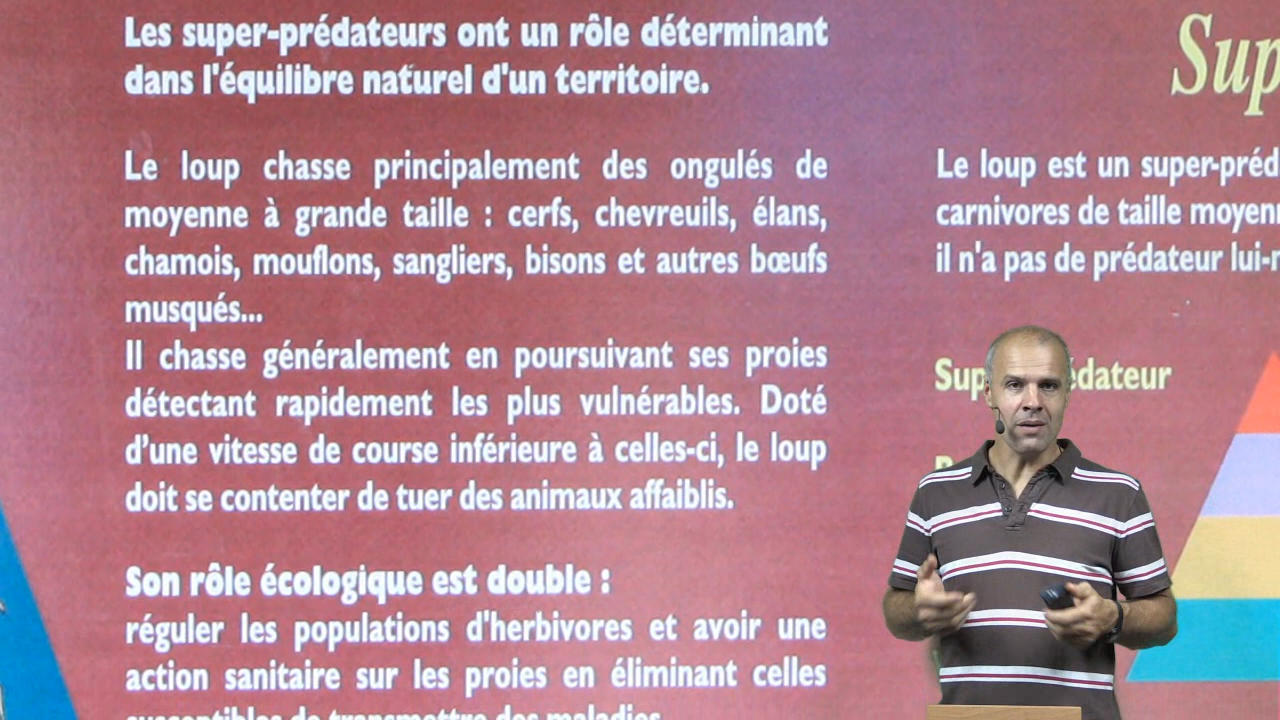 Les super-prédateurs ont un rôle déterminant
dans l'équilibre naturel d'un territoire.
Le loup chasse principalement des ongulés de
moyenne à grande taille : cerfs, chevreuils, élans,
chamois, mouflons, sangliers, bisons et autres bœufs
musqués...
Il chasse généralement en poursuivant ses proies
détectant rapidement les plus vulnérables. Doté
d’une vitesse de course inférieure à celles-ci, le loup
doit se contenter de tuer des animaux affaiblis.
Son rôle écologique est double :
réguler les populations d'herbivores et avoir une
action sanitaire sur les proies en éliminant celles
susceptibles de transmettre des maladies
Sup
Le loup est un super-préd
carnivores de taille moyenn
il n'a pas de prédateur lui-
Sup édateur